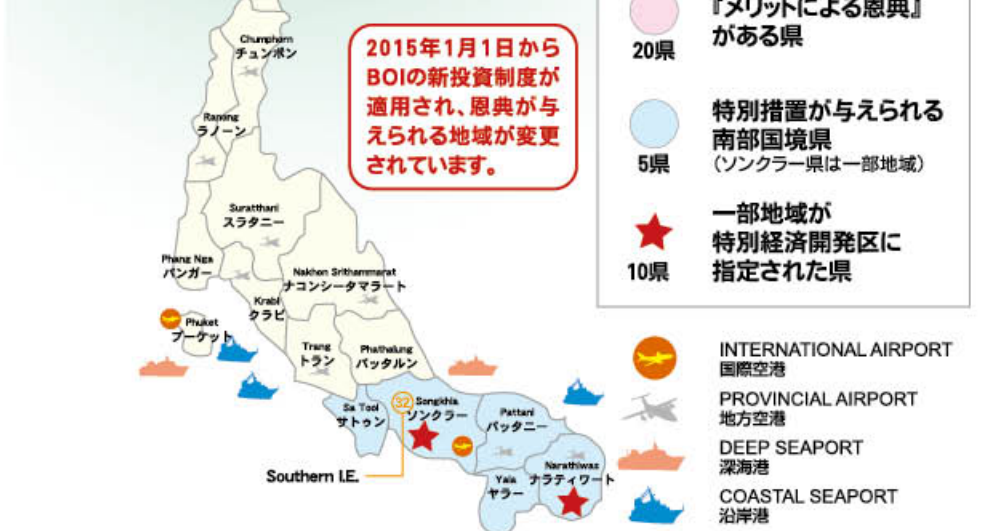 Chumphorn
チュンポン
Ranong
ラノーン
Suratthani
スラタニー
Phang Nga
パンガー
Nakhon Srithammarat
ナコンシータマラート
Krabi
クラビ
Phuket
プーケット
Trang
トラン
Phathalung
パッタルン
Sa Tool
サトゥン
32
Songkhla
ソンクラー
Pattani
パッタニー
Yala
ヤラー
Narathiwas
ナラティワート
Southern I.E.
2015年1月1日から
BOIの新投資制度が
適用され、恩典が与
えられる地域が変更
されています。
20県
『メリットによる恩典』
がある県
5県
特別措置が与えられる
南部国境県
（ソンクラー県は一部地域）
10県
一部地域が
特別経済開発区に
指定された県
INTERNATIONAL AIRPORT
国際空港
PROVINCIAL AIRPORT
地方空港
DEEP SEAPORT
深海港
COASTAL SEAPORT
沿岸港